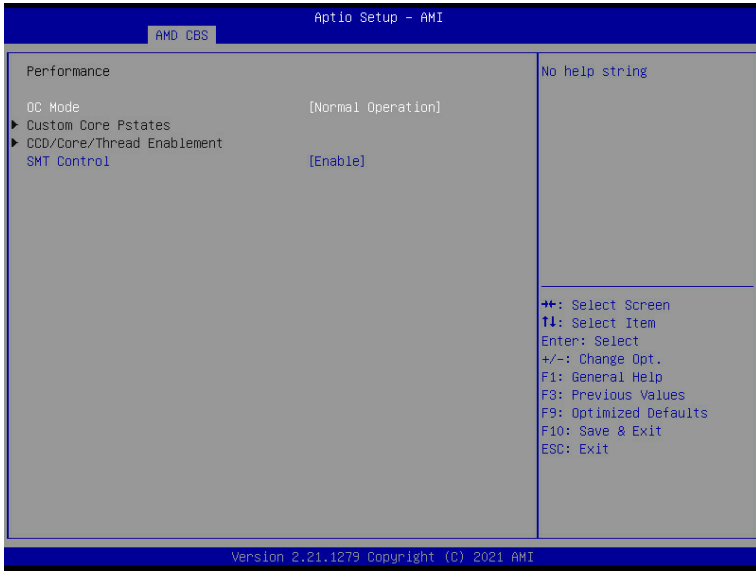 Aptio Setup – AMI
AMD CBS
Performance
OC Mode [Normal Operation]
Custom Core Pstates
CCD/Core/Thread Enablement
SMT Control [Enable]
No help string
→←: Select Screen
↑↓: Select Item
Enter: Select
+/-: Change Opt.
F1: General Help
F3: Previous Values
F9: Optimized Defaults
F10: Save & Exit
ESC: Exit
Version 2.21.1279 Copyright (C) 2021 AMI